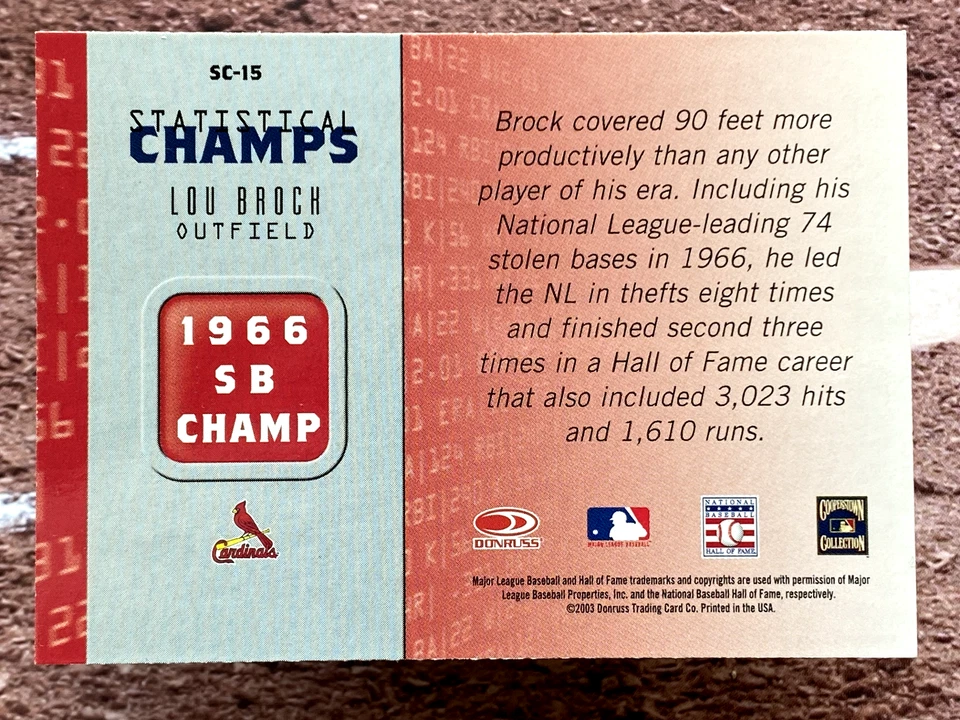 SC-15
STATISTICAL
CHAMPS
LOU BROCK
OUTFIELD
1966
SB
CHAMP
Cardinals
Brock covered 90 feet more
productively than any other
player of his era. Including his
National League-leading 74
stolen bases in 1966, he led
the NL in thefts eight times
and finished second three
times in a Hall of Fame career
that also included 3,023 hits
and 1,610 runs.
DONRUSS
MAJOR LEAGUE BASEBALL
NATIONAL
BASEBALL
HALL OF FAME
COOPERSTOWN
COLLECTION
Major League Baseball and Hall of Fame trademarks and copyrights are used with permission of Major
League Baseball Properties, Inc. and the National Baseball Hall of Fame, respectively.
©2003 Donruss Trading Card Co. Printed in the USA.